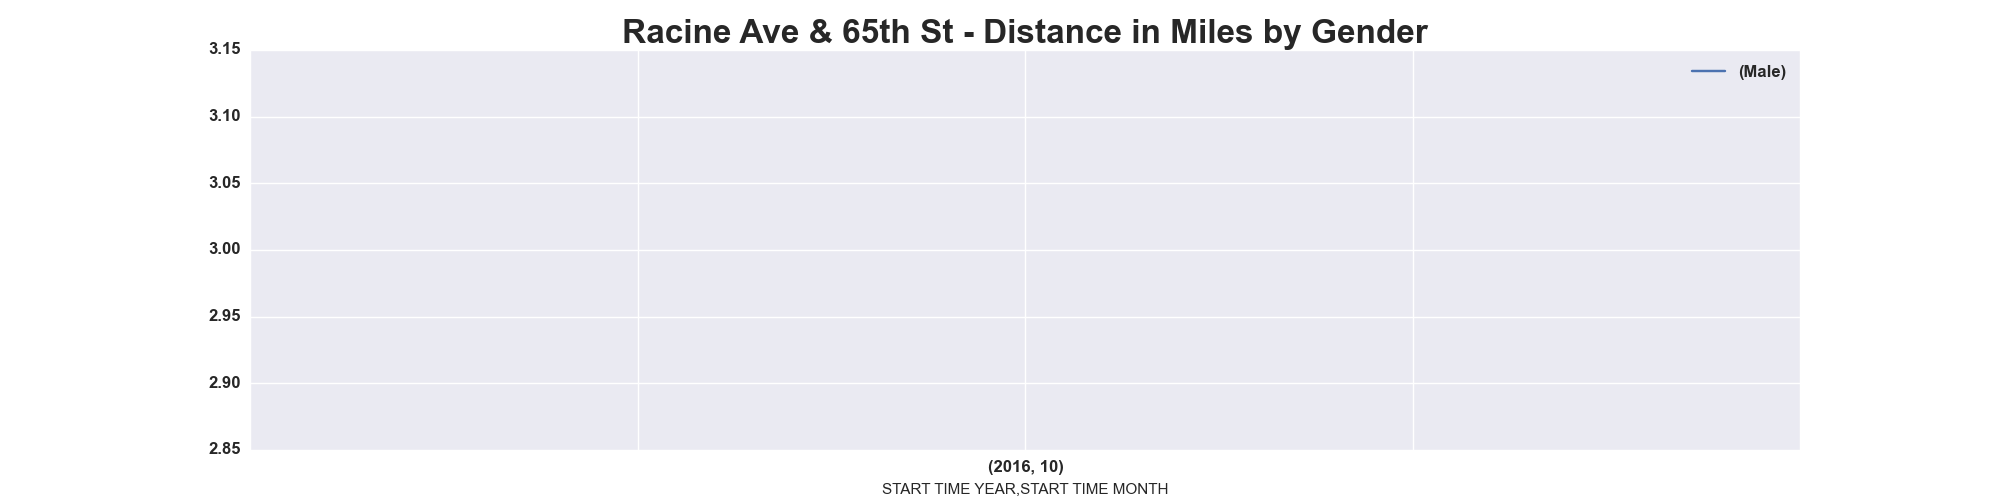 Racine Ave & 65th St - Distance in Miles by Gender
3.15
(Male)
3.10
3.05
3.00
2.95
2.90
2.85
(2016, 10)
START TIME YEAR,START TIME MONTH